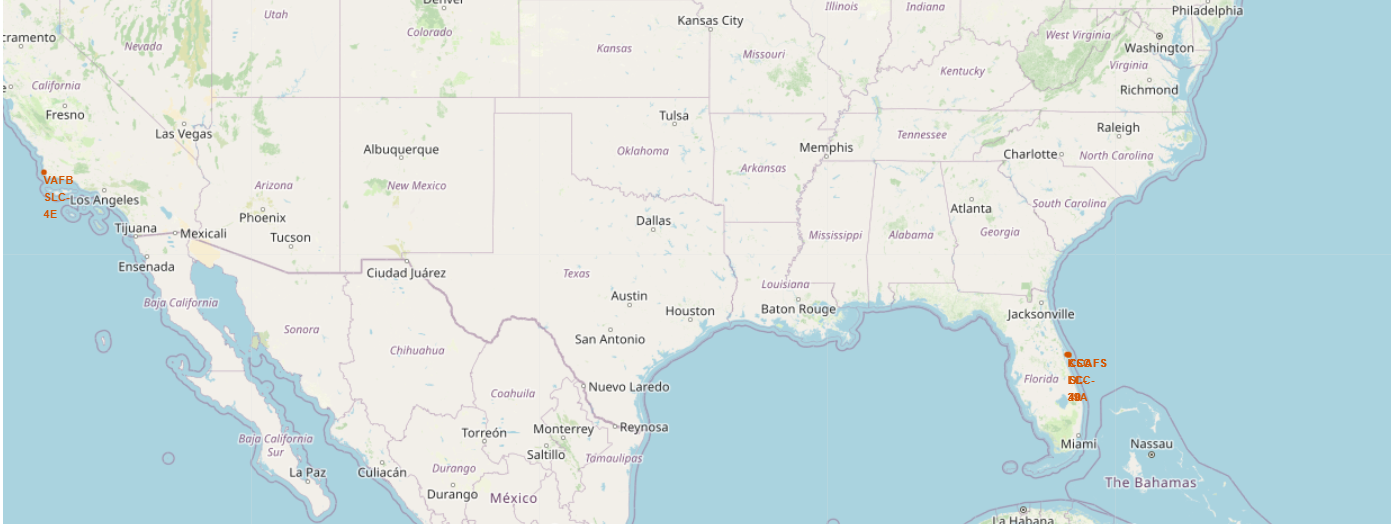 Denver
Philadelphia
Utah
Illinois
Indiana
Kansas City
Colorado
West Virginia
cramento
Nevada
Kansas
Missouri
Washington
Virginia
Kentucky
California
Richmond
Fresno
Tulsa
Las Vegas
Raleigh
Tennessee
Albuquerque
Oklahoma
Memphis
Charlotte
North Carolina
Arkansas
VAFB
SLC-
4E
Los Angeles
Arizona
New Mexico
Phoenix
Dallas
Atlanta
South Carolina
Tijuana
Mexicali
Tucson
Mississippi
Alabama
Georgia
Ensenada
Ciudad Juárez
Texas
Louisiana
Baja California
Austin
Houston
Baton Rouge
Jacksonville
Sonora
San Antonio
Chihuahua
Florida
Nuevo Laredo
Coahuila
Reynosa
Monterrey
Torreón
Saltillo
Tamaulipas
Miami
Nassau
Baja California
Sur
La Paz
Culiacán
Durango
Durango
México
The Bahamas
La Habana